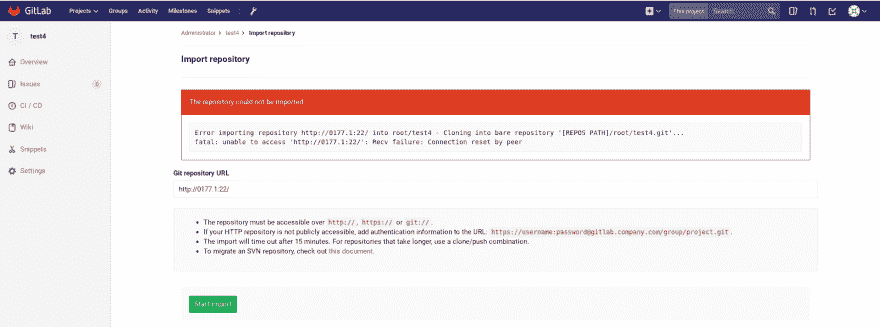 GitLab Projects Groups Activity Milestones Snippets This project Search
T test4
Administrator > test4 > Import repository
Overview
Issues 0
CI / CD
Wiki
Snippets
Settings
Import repository
The repository could not be imported.
Error importing repository http://0177.1:22/ into root/test4 - Cloning into bare repository '[REPOS PATH]/root/test4.git'...
fatal: unable to access 'http://0177.1:22/': Recv failure: Connection reset by peer
Git repository URL
http://0177.1:22/
The repository must be accessible over http://, https:// or git://.
If your HTTP repository is not publicly accessible, add authentication information to the URL: https://username:password@gitlab.company.com/group/project.git.
The import will time out after 15 minutes. For repositories that take longer, use a clone/push combination.
To migrate an SVN repository, check out this document.
Start import